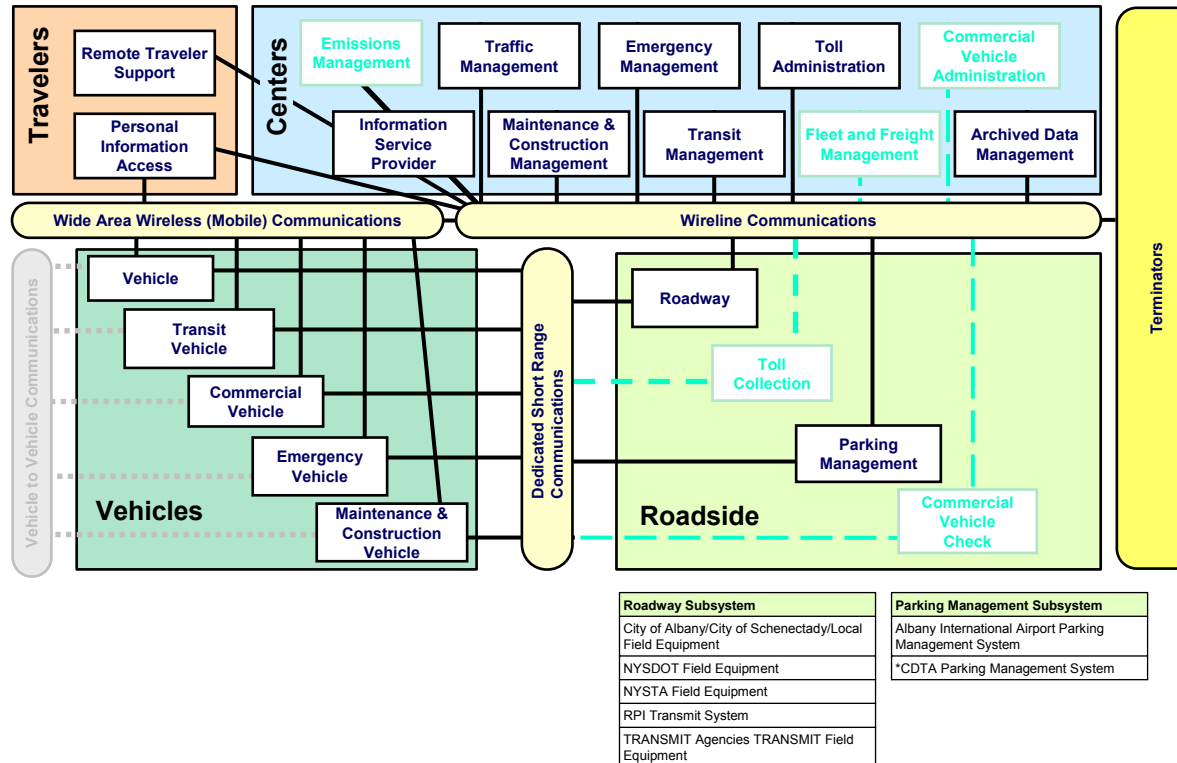 Travelers
Remote Traveler
Support
Personal
Information
Access
Centers
Emissions
Management
Traffic
Management
Emergency
Management
Toll
Administration
Commercial
Vehicle
Administration
Information
Service
Provider
Maintenance &
Construction
Management
Transit
Management
Fleet and Freight
Management
Archived Data
Management
Terminators
Wide Area Wireless (Mobile) Communications
Wireline Communications
Vehicle to Vehicle Communications
Vehicle
Transit
Vehicle
Commercial
Vehicle
Emergency
Vehicle
Maintenance &
Construction
Vehicle
Vehicles
Dedicated Short Range
Communications
Roadway
Toll
Collection
Parking
Management
Commercial
Vehicle
Check
Roadside
Roadway Subsystem
City of Albany/City of Schenectady/Local
Field Equipment
NYSDOT Field Equipment
NYSTA Field Equipment
RPI Transmit System
TRANSMIT Agencies TRANSMIT Field
Equipment
Parking Management Subsystem
Albany International Airport Parking
Management System
*CDTA Parking Management System